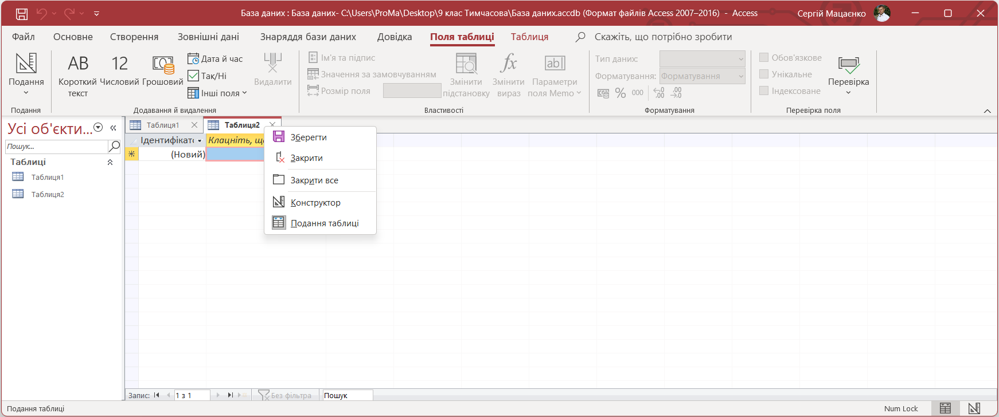 База даних : База даних- C:\Users\ProMa\Desktop\9 клас Тимчасова\База даних.accdb (Формат файлів Access 2007–2016) - Access
Сергій Мацаєнко
Файл Основне Створення Зовнішні дані Знаряддя бази даних Довідка Поля таблиці Таблиця Скажіть, що потрібно зробити
Подання
Подання
AB
Короткий текст
12
Числовий
Грошовий
Дата й час
Так/Ні
Інші поля
Видалити
Додавання й видалення
Ім'я та підпис
Значення за замовчуванням
Розмір поля
Змінити підстановку
fx
Змінити вираз
ab
Параметри поля Memo
Властивості
Тип даних:
Форматування: Форматування
% 000 ,00 ,00
Форматування
Обов'язкове
Унікальне
Індексоване
Перевірка
Перевірка поля
Усі об'єкти...
Пошук...
Таблиці
Таблиця1
Таблиця2
Таблиця1 Таблиця2
Ідентифікато Клацніть, що
(Новий)
Зберегти
Закрити
Закрити все
Конструктор
Подання таблиці
Запис: 1 з 1 Без фільтра Пошук
Подання таблиці
Num Lock